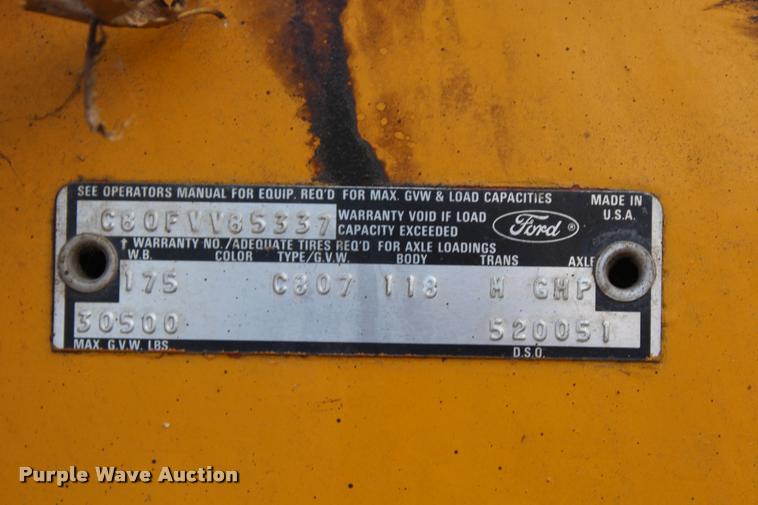 SEE OPERATORS MANUAL FOR EQUIP. REQ'D FOR MAX. GVW & LOAD CAPACITIES
MADE IN U.S.A.
C80FVV85337
WARRANTY VOID IF LOAD
CAPACITY EXCEEDED
Ford
↑ WARRANTY NO./ADEQUATE TIRES REQ'D FOR AXLE LOADINGS
W.B. COLOR TYPE/G.V.W. BODY TRANS AXLE
175 C807 118 M GHP
30500 520051
MAX. G.V.W. LBS. D.S.O.
Purple Wave Auction